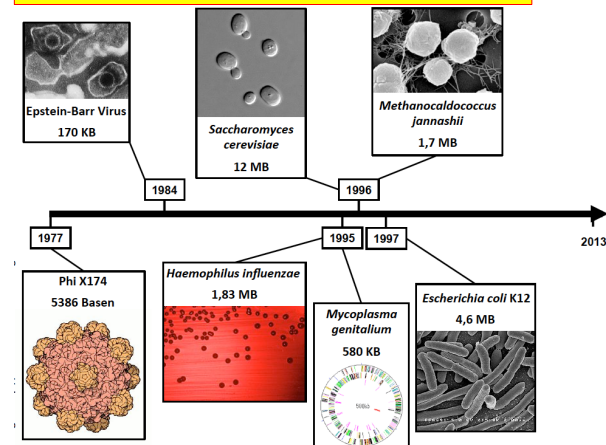 Epstein-Barr Virus
170 KB
Saccharomyces
cerevisiae
12 MB
Methanocaldococcus
jannashii
1,7 MB
1984
1996
1977
1995
1997
2013
Phi X174
5386 Basen
Haemophilus influenzae
1,83 MB
Mycoplasma
genitalium
580 KB
Escherichia coli K12
4,6 MB